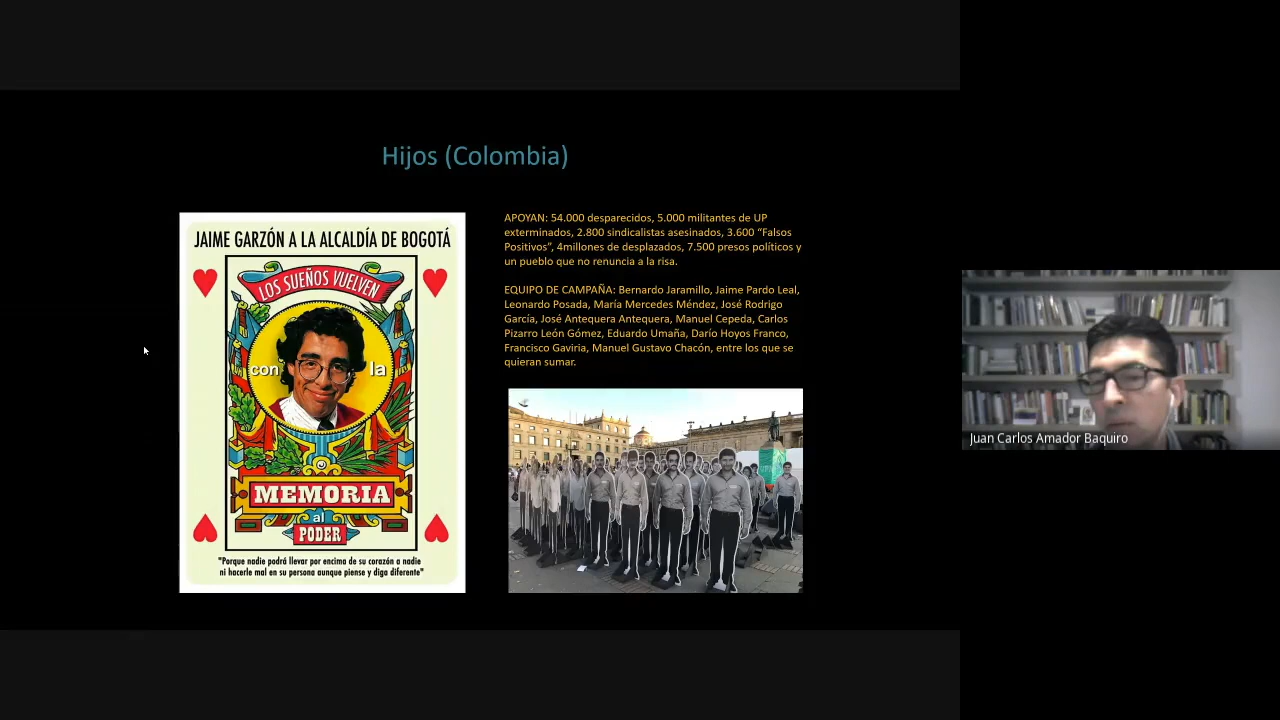 Hijos (Colombia)
JAIME GARZÓN A LA ALCALDÍA DE BOGOTÁ
LOS SUEÑOS VUELVEN
con la
MEMORIA
al
PODER
"Porque nadie podrá llevar por encima de su corazón a nadie
ni hacerle mal en su persona aunque piense y diga diferente"
APOYAN: 54.000 desparecidos, 5.000 militantes de UP
exterminados, 2.800 sindicalistas asesinados, 3.600 “Falsos
Positivos”, 4millones de desplazados, 7.500 presos políticos y
un pueblo que no renuncia a la risa.
EQUIPO DE CAMPAÑA: Bernardo Jaramillo, Jaime Pardo Leal,
Leonardo Posada, María Mercedes Méndez, José Rodrigo
García, José Antequera Antequera, Manuel Cepeda, Carlos
Pizarro León Gómez, Eduardo Umaña, Darío Hoyos Franco,
Francisco Gaviria, Manuel Gustavo Chacón, entre los que se
quieran sumar.
Juan Carlos Amador Baquiro